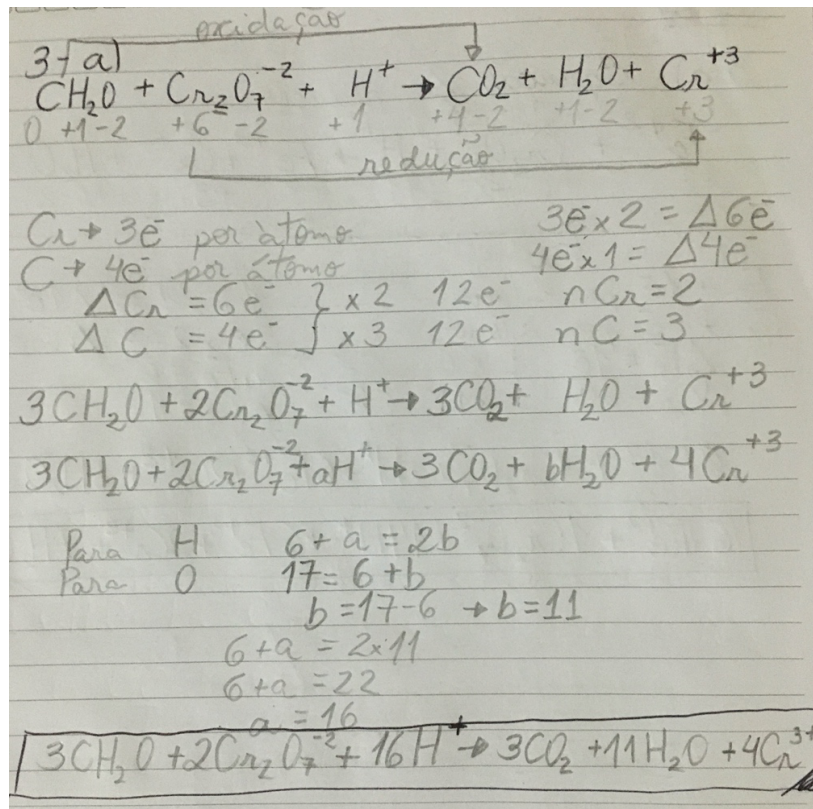 oxidação
3-a)
CH₂O + Cr₂O₇⁻² + H⁺ → CO₂ + H₂O + Cr⁺³
0 +1 -2 +6 -2 +1 +4 -2 +1 -2 +3
redução
Cr → 3e⁻ por átomo 3e⁻ x 2 = Δ6e⁻
C → 4e⁻ por átomo 4e⁻ x 1 = Δ4e⁻
ΔCr = 6e⁻ } x 2 12e⁻ nCr = 2
ΔC = 4e⁻ } x 3 12e⁻ nC = 3
3CH₂O + 2Cr₂O₇⁻² + H⁺ → 3CO₂ + H₂O + Cr⁺³
3CH₂O + 2Cr₂O₇⁻² + aH⁺ → 3CO₂ + bH₂O + 4Cr⁺³
Para H 6 + a = 2b
Para O 17 = 6 + b
b = 17 - 6 → b = 11
6 + a = 2 x 11
6 + a = 22
a = 16
3CH₂O + 2Cr₂O₇⁻² + 16H⁺ → 3CO₂ + 11H₂O + 4Cr³⁺